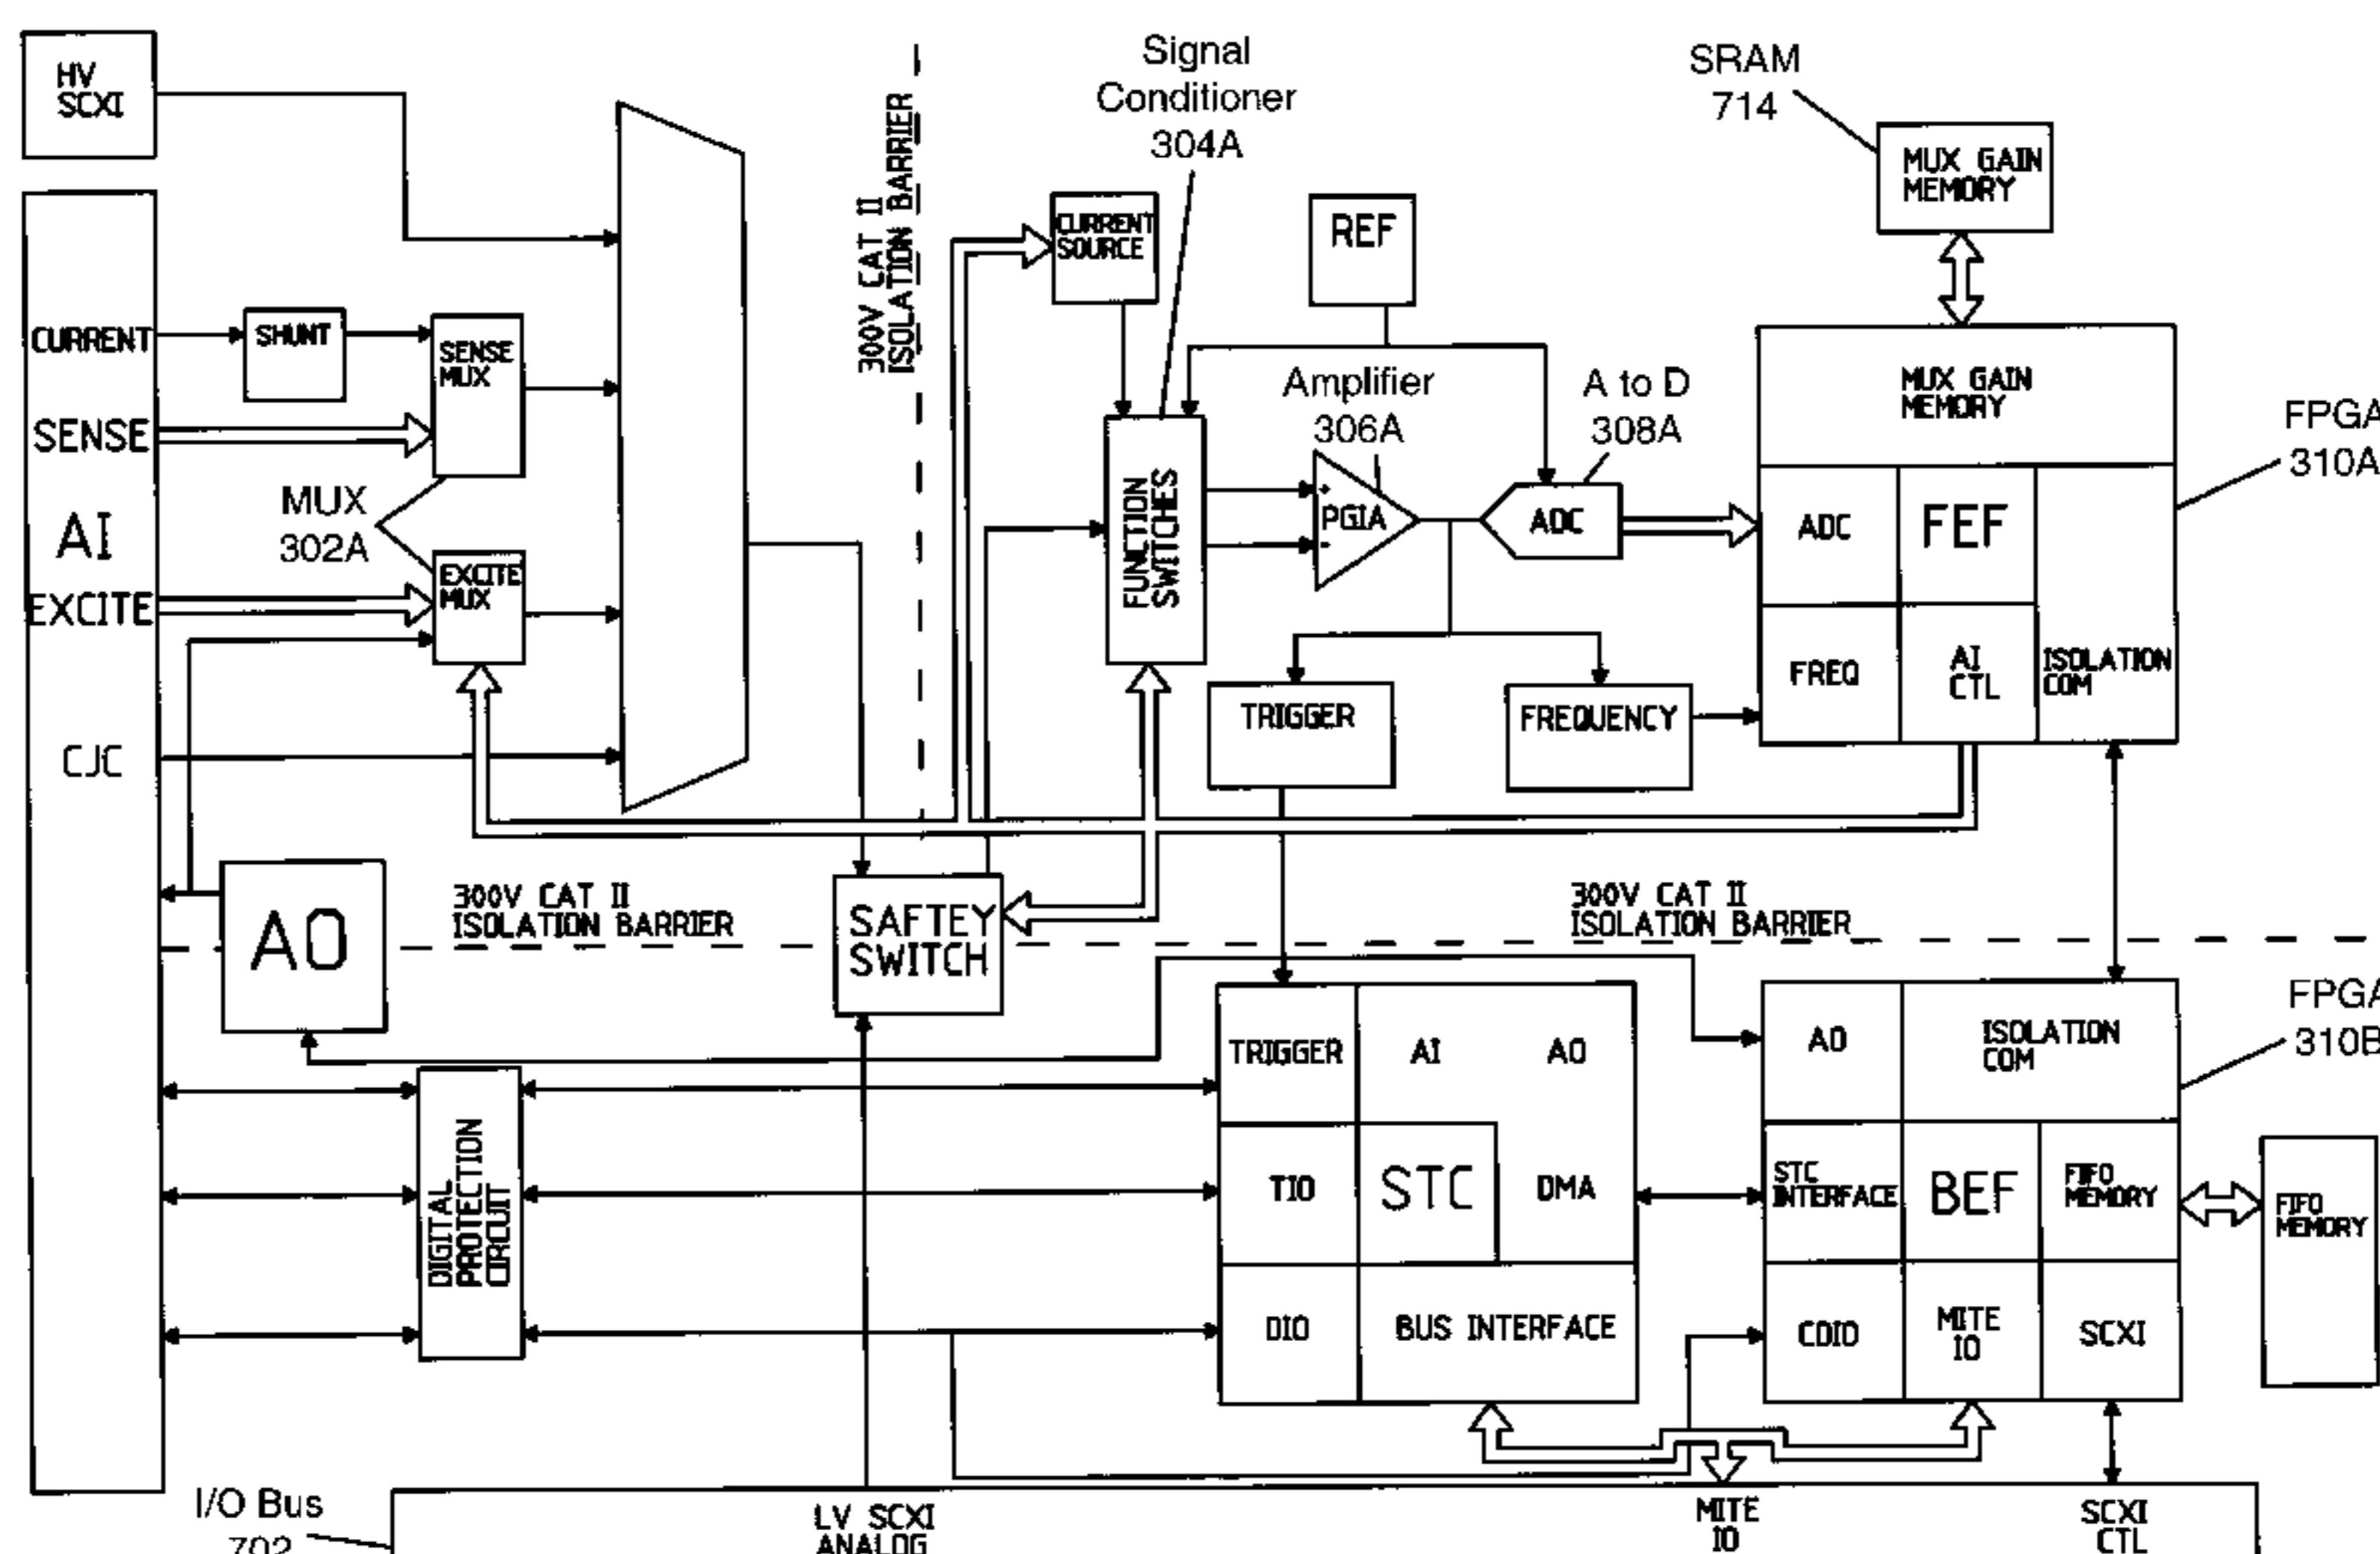 HV
SCXI
Signal
Conditioner
304A
SRAM
714
MUX GAIN
MEMORY
300V CAT II
ISOLATION BARRIER
CURRENT
SOURCE
REF
CURRENT
SHUNT
SENSE
MUX
SENSE
MUX
302A
AI
EXCITE
EXCITE
MUX
CJC
Amplifier
306A
A to D
308A
FUNCTION
SWITCHES
+
PGIA
-
ADC
MUX GAIN
MEMORY
FPGA
310A
ADC
FEF
FREQ
AI
CTL
ISOLATION
COM
TRIGGER
FREQUENCY
AO
300V CAT II
ISOLATION BARRIER
SAFTEY
SWITCH
300V CAT II
ISOLATION BARRIER
FPGA
310B
TRIGGER
AI
AO
AO
ISOLATION
COM
DIGITAL
PROTECTION
CIRCUIT
TIO
STC
DMA
STC
INTERFACE
BEF
FIFO
MEMORY
FIFO
MEMORY
DIO
BUS INTERFACE
CDIO
MITE
IO
SCXI
I/O Bus
702
LV SCXI
ANALOG
MITE
IO
SCXI
CTL